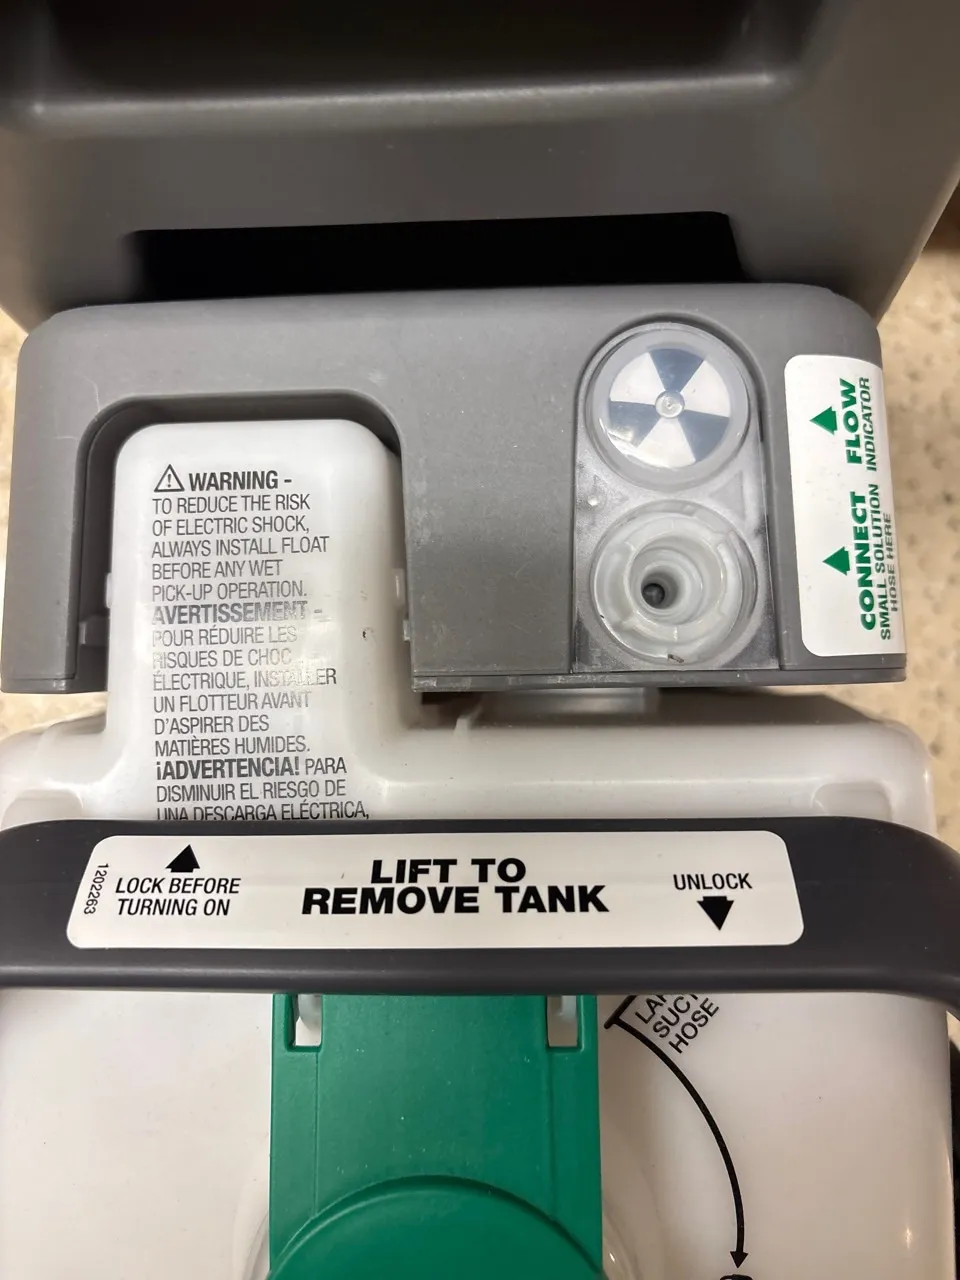 WARNING -
TO REDUCE THE RISK
OF ELECTRIC SHOCK,
ALWAYS INSTALL FLOAT
BEFORE ANY WET
PICK-UP OPERATION.
AVERTISSEMENT -
POUR RÉDUIRE LES
RISQUES DE CHOC
ÉLECTRIQUE, INSTALLER
UN FLOTTEUR AVANT
D'ASPIRER DES
MATIÈRES HUMIDES.
¡ADVERTENCIA! PARA
DISMINUIR EL RIESGO DE
UNA DESCARGA ELÉCTRICA,
CONNECT
SMALL SOLUTION
HOSE HERE
FLOW
INDICATOR
1202263
LOCK BEFORE
TURNING ON
LIFT TO
REMOVE TANK
UNLOCK
HOSE